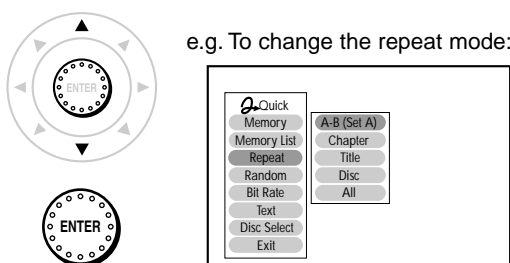 e.g. To change the repeat mode:
ENTER
Quick
Memory
Memory List
Repeat
Random
Bit Rate
Text
Disc Select
Exit
A-B (Set A)
Chapter
Title
Disc
All
ENTER